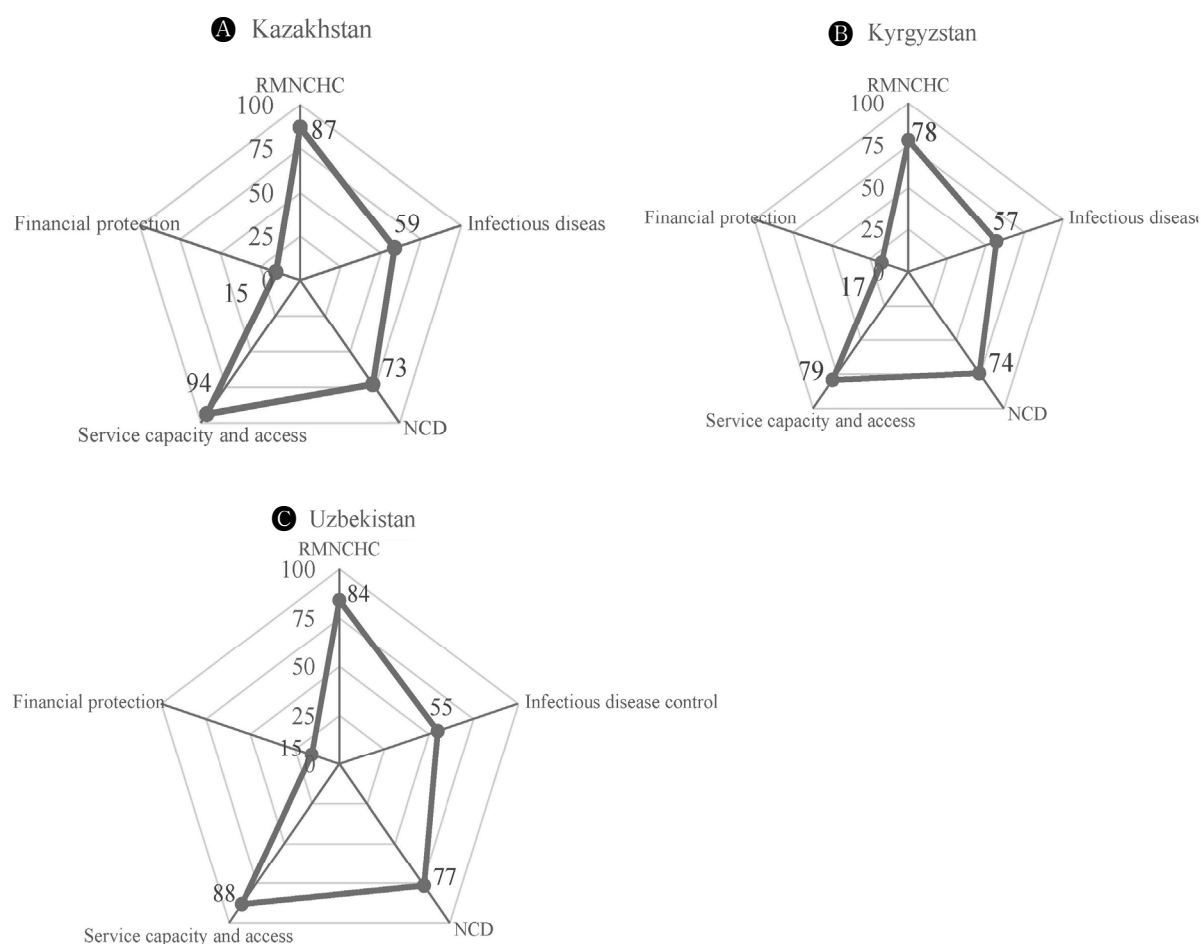 A Kazakhstan
RMNCHC
100
87
75
50
25
0
Financial protection
59
Infectious diseas
15
73
94
NCD
Service capacity and access
B Kyrgyzstan
RMNCHC
100
78
75
50
25
0
Financial protection
57
Infectious disease
17
79
74
NCD
Service capacity and access
C Uzbekistan
RMNCHC
100
84
75
50
25
15
0
Financial protection
55
Infectious disease control
88
77
NCD
Service capacity and access